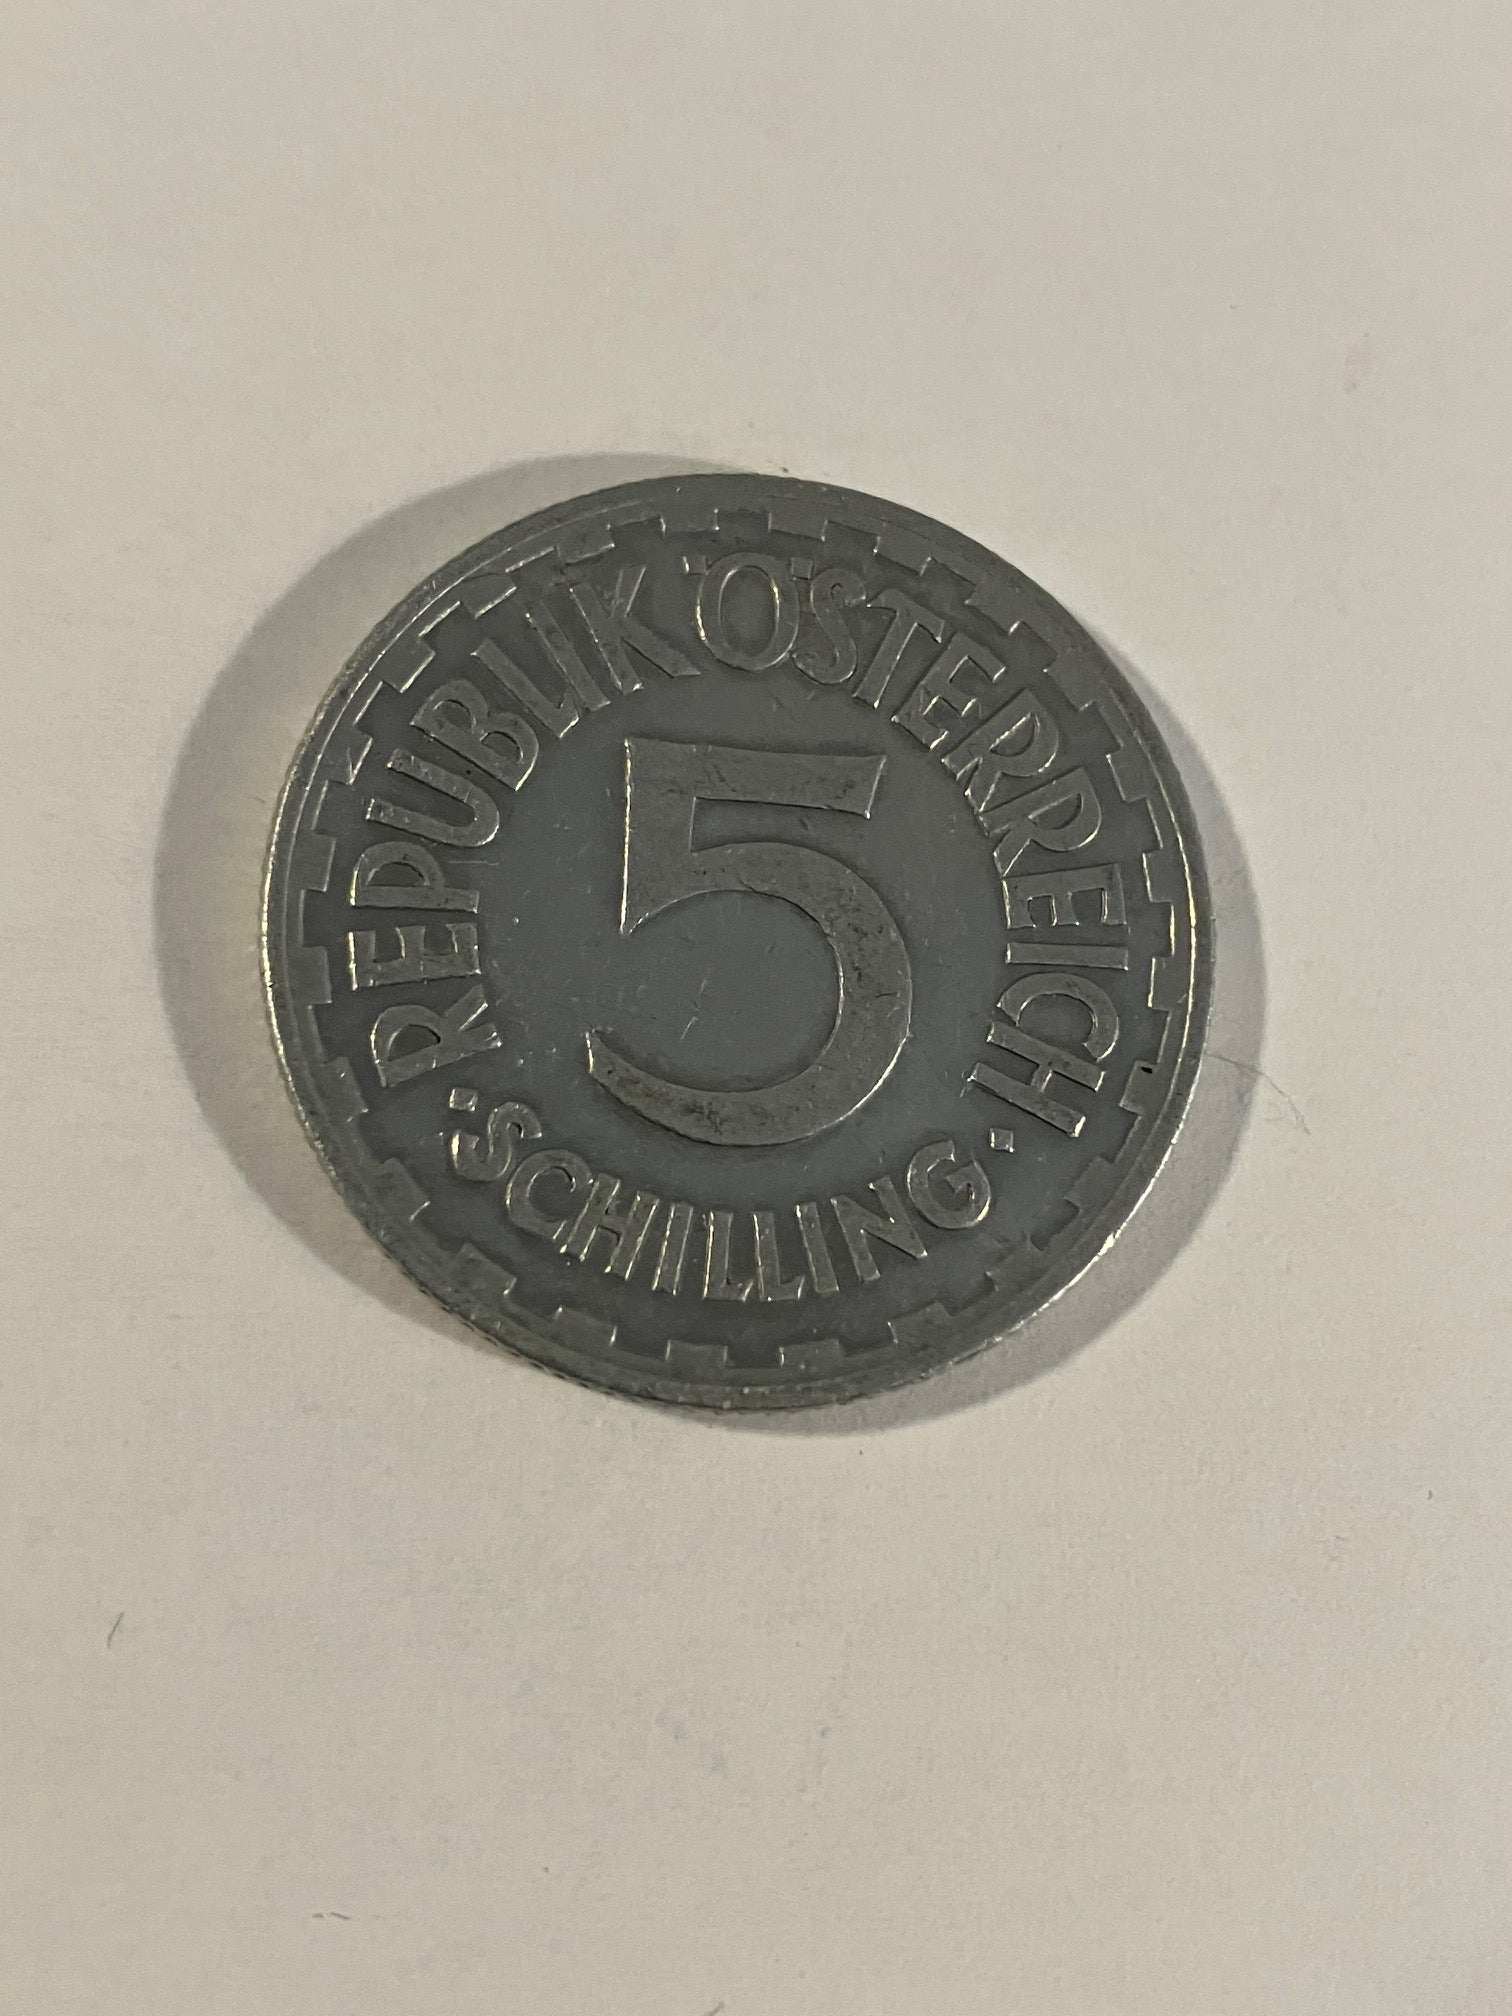 REPUBLIK ÖSTERREICH
5
· SCHILLING ·